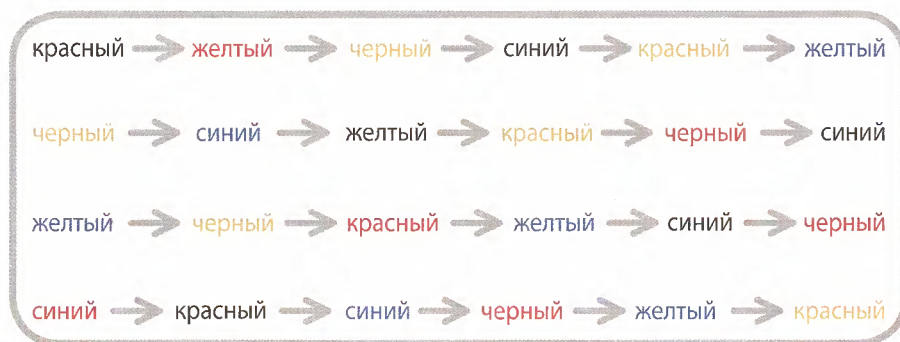 красный → желтый → черный → синий → красный → желтый
черный → синий → желтый → красный → черный → синий
желтый → черный → красный → желтый → синий → черный
синий → красный → синий → черный → желтый → красный